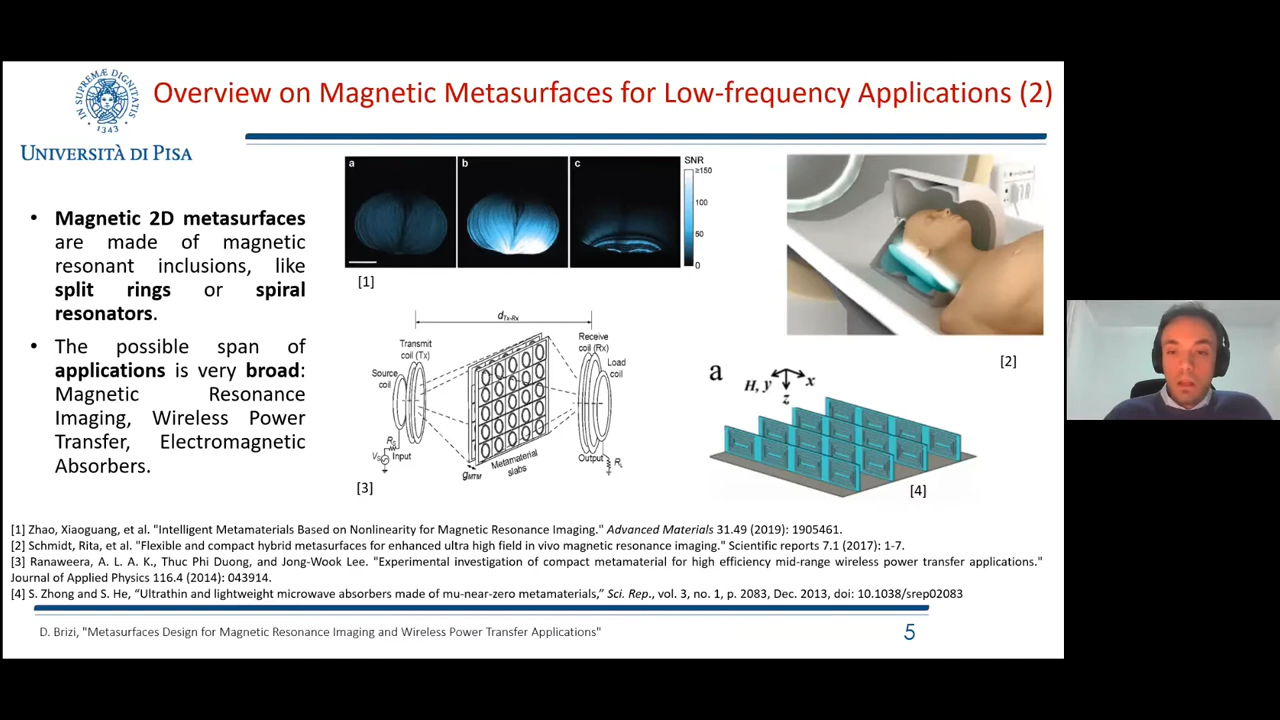 IN SUPREMÆ DIGNITATIS
1343
UNIVERSITÀ DI PISA
Overview on Magnetic Metasurfaces for Low-frequency Applications (2)
• Magnetic 2D metasurfaces
are made of magnetic
resonant inclusions, like
split rings or spiral
resonators.
• The possible span of
applications is very broad:
Magnetic Resonance
Imaging, Wireless Power
Transfer, Electromagnetic
Absorbers.
a
b
c
SNR
≥150
100
50
0
[1]
[2]
dTx-Rx
Transmit
coil (Tx)
Receive
coil (Rx)
Source
coil
Load
coil
RS
VS
Input
gMTM
Metamaterial
slabs
Output
RL
[3]
a
H, y
x
z
[4]
[1] Zhao, Xiaoguang, et al. "Intelligent Metamaterials Based on Nonlinearity for Magnetic Resonance Imaging." Advanced Materials 31.49 (2019): 1905461.
[2] Schmidt, Rita, et al. "Flexible and compact hybrid metasurfaces for enhanced ultra high field in vivo magnetic resonance imaging." Scientific reports 7.1 (2017): 1-7.
[3] Ranaweera, A. L. A. K., Thuc Phi Duong, and Jong-Wook Lee. "Experimental investigation of compact metamaterial for high efficiency mid-range wireless power transfer applications."
Journal of Applied Physics 116.4 (2014): 043914.
[4] S. Zhong and S. He, “Ultrathin and lightweight microwave absorbers made of mu-near-zero metamaterials,” Sci. Rep., vol. 3, no. 1, p. 2083, Dec. 2013, doi: 10.1038/srep02083
D. Brizi, "Metasurfaces Design for Magnetic Resonance Imaging and Wireless Power Transfer Applications"
5